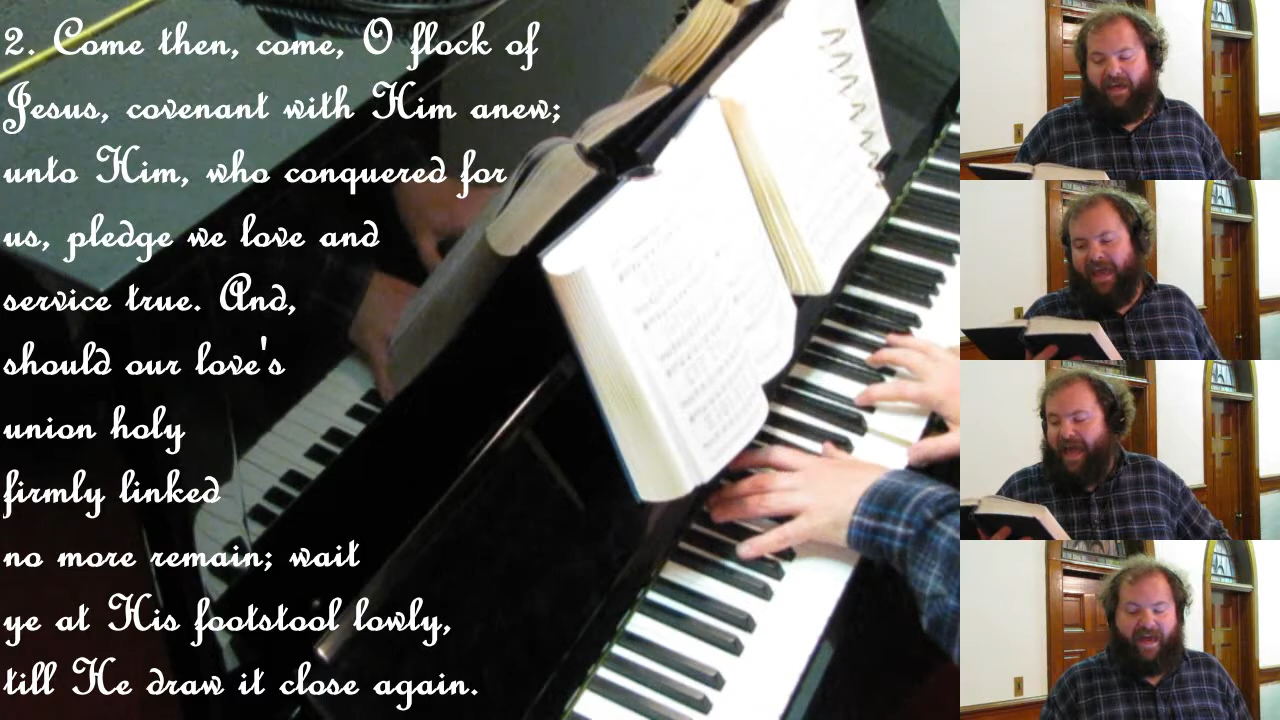 2. Come then, come, O flock of
Jesus, covenant with Him anew;
unto Him, who conquered for
us, pledge we love and
service true. And,
should our love's
union holy
firmly linked
no more remain; wait
ye at His footstool lowly,
till He draw it close again.